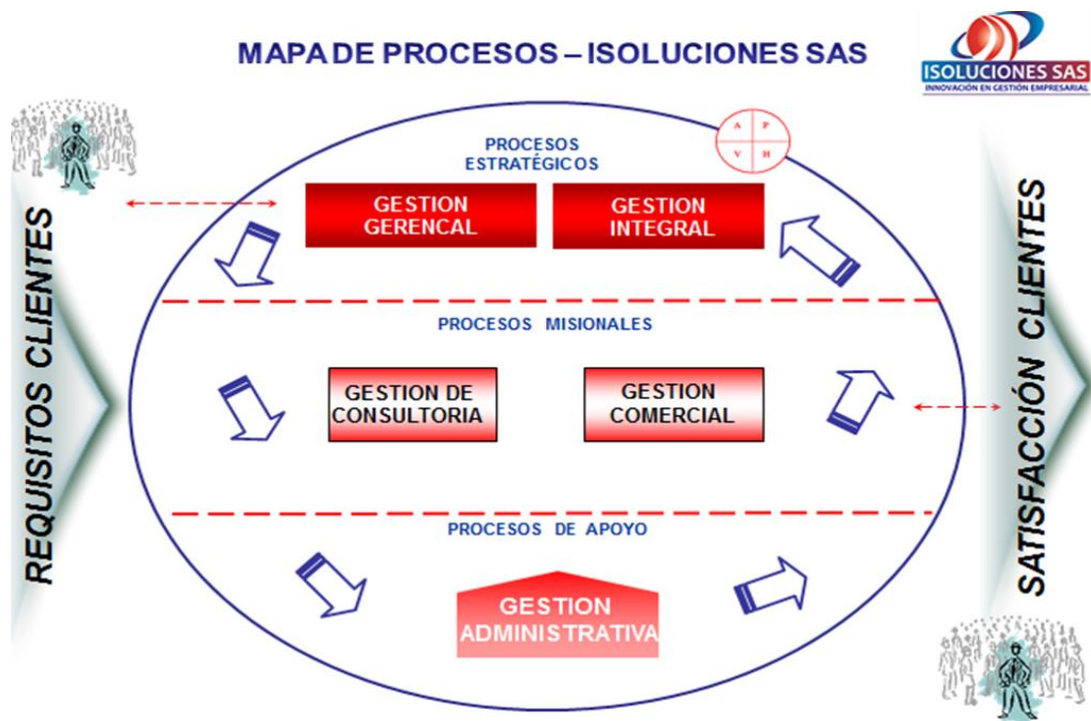 MAPA DE PROCESOS – ISOLUCIONES SAS
ISOLUCIONES SAS
INNOVACIÓN EN GESTIÓN EMPRESARIAL
A P
V H
PROCESOS
ESTRATÉGICOS
GESTION
GERENCAL
GESTION
INTEGRAL
REQUISITOS CLIENTES
PROCESOS MISIONALES
GESTION DE
CONSULTORIA
GESTION
COMERCIAL
SATISFACCIÓN CLIENTES
PROCESOS DE APOYO
GESTION
ADMINISTRATIVA